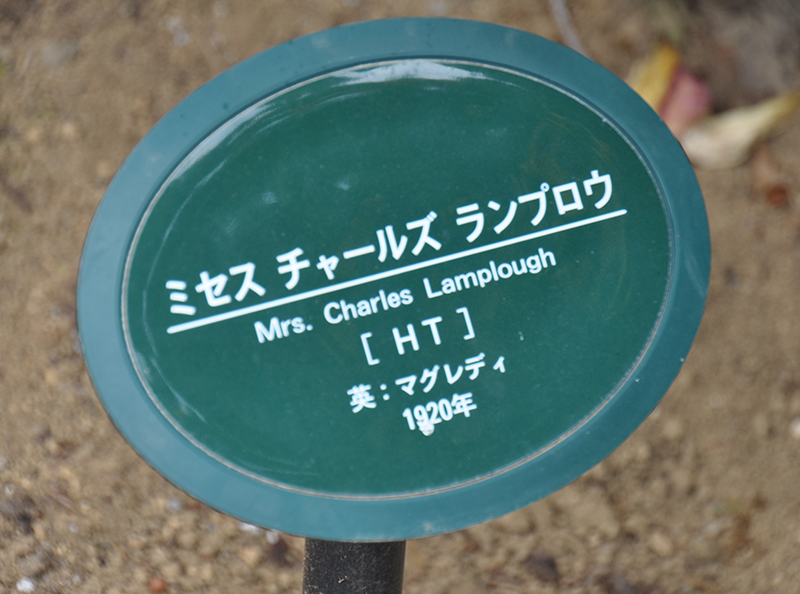 ミセス チャールズ ランプロウ
Mrs. Charles Lamplough
[ HT ]
英:マグレディ
1920年